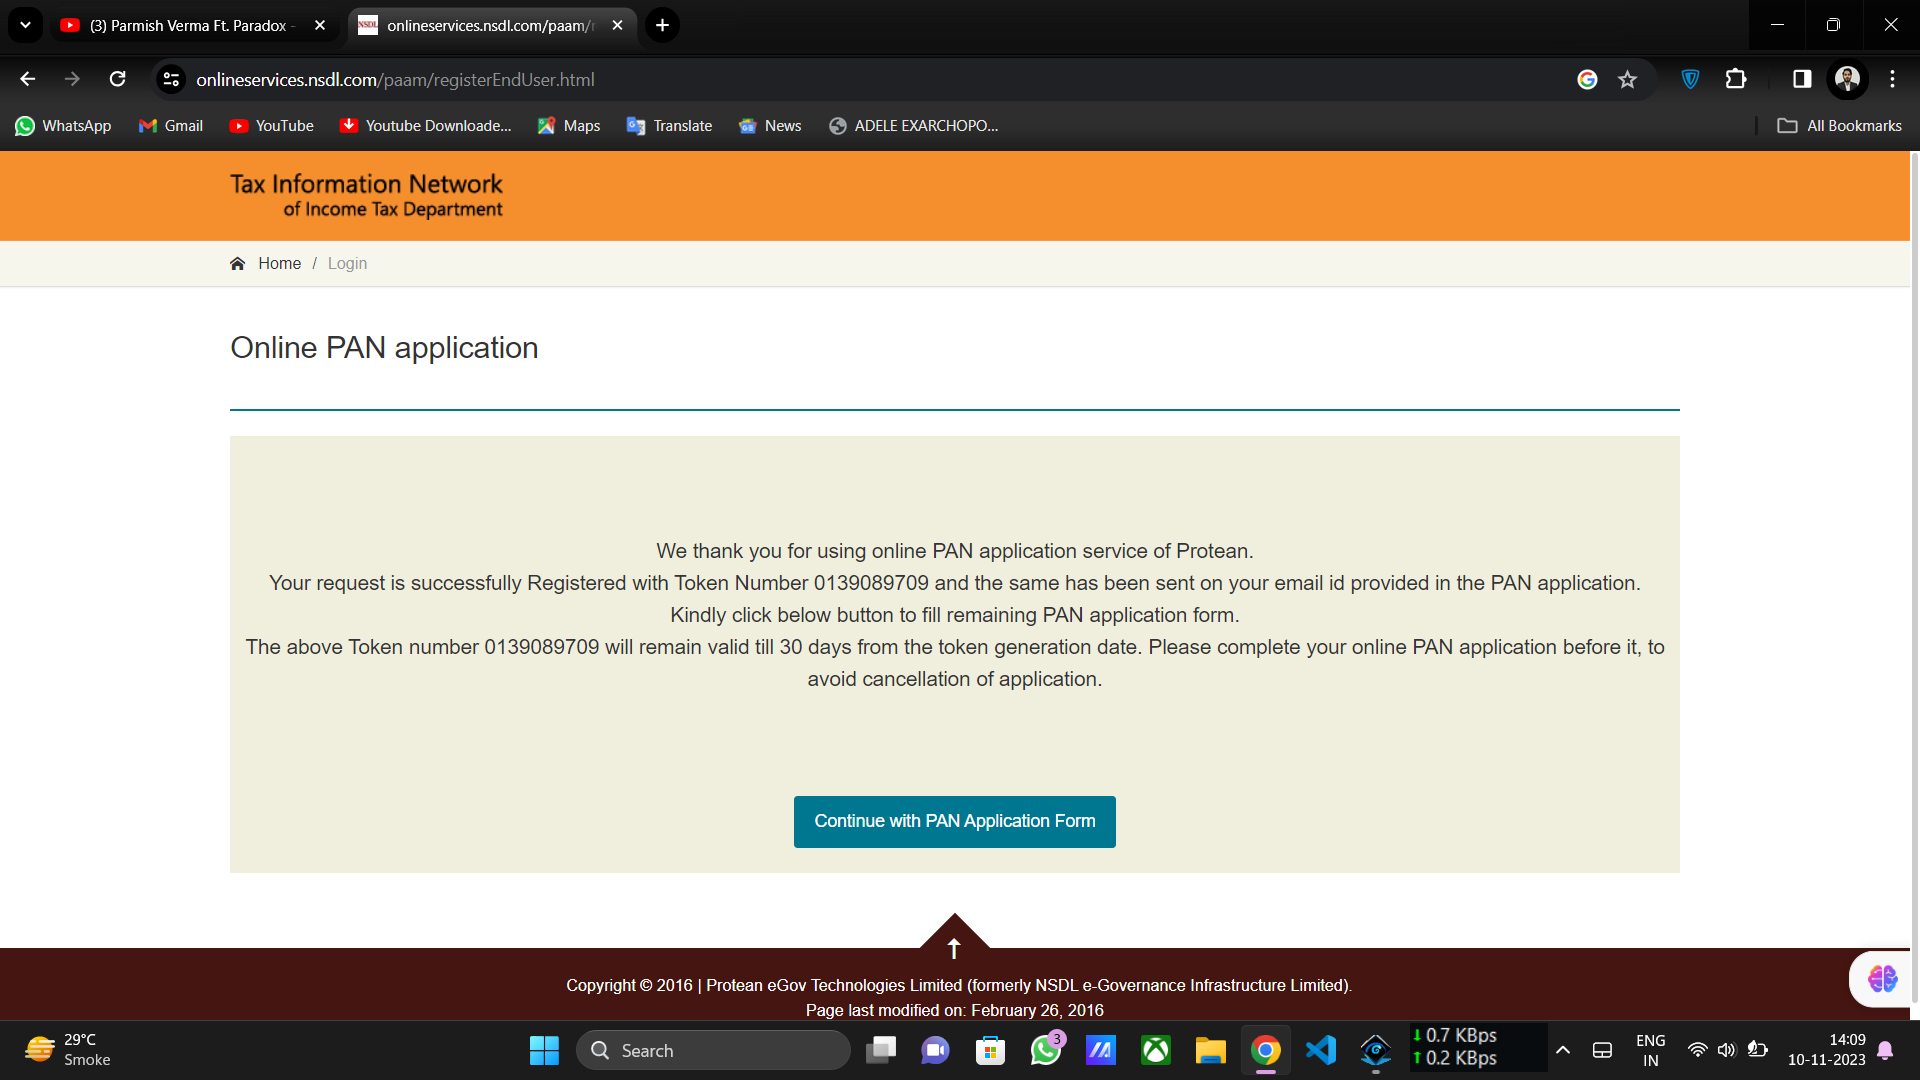 (3) Parmish Verma Ft. Paradox -
NSDL onlineservices.nsdl.com/paam/r
onlineservices.nsdl.com/paam/registerEndUser.html
WhatsApp Gmail YouTube Youtube Downloade... Maps Translate News ADELE EXARCHOPO... All Bookmarks
Tax Information Network
of Income Tax Department
Home / Login
Online PAN application
We thank you for using online PAN application service of Protean.
Your request is successfully Registered with Token Number 0139089709 and the same has been sent on your email id provided in the PAN application.
Kindly click below button to fill remaining PAN application form.
The above Token number 0139089709 will remain valid till 30 days from the token generation date. Please complete your online PAN application before it, to
avoid cancellation of application.
Continue with PAN Application Form
Copyright © 2016 | Protean eGov Technologies Limited (formerly NSDL e-Governance Infrastructure Limited).
Page last modified on: February 26, 2016
29°C
Smoke
Search
3
0.7 KBps
0.2 KBps
ENG
IN
14:09
10-11-2023